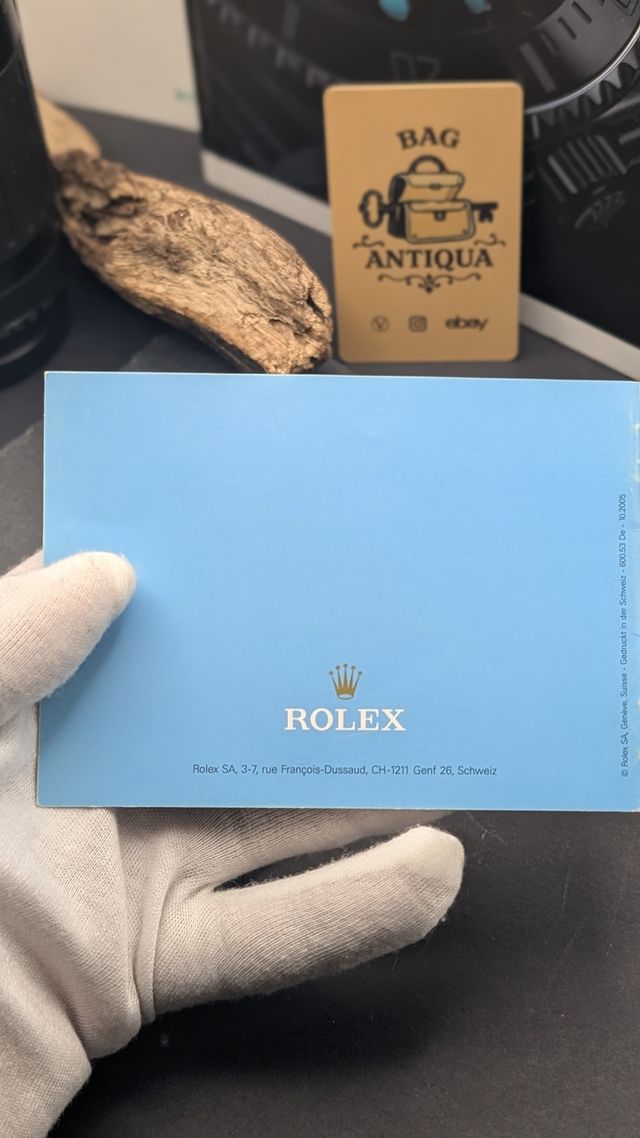 BAG
ANTIQUA
ebay
ROLEX
Rolex SA, 3-7, rue François-Dussaud, CH-1211 Genf 26, Schweiz
© Rolex SA, Genève, Suisse - Gedruckt in der Schweiz - 600.53 De - 10.2005